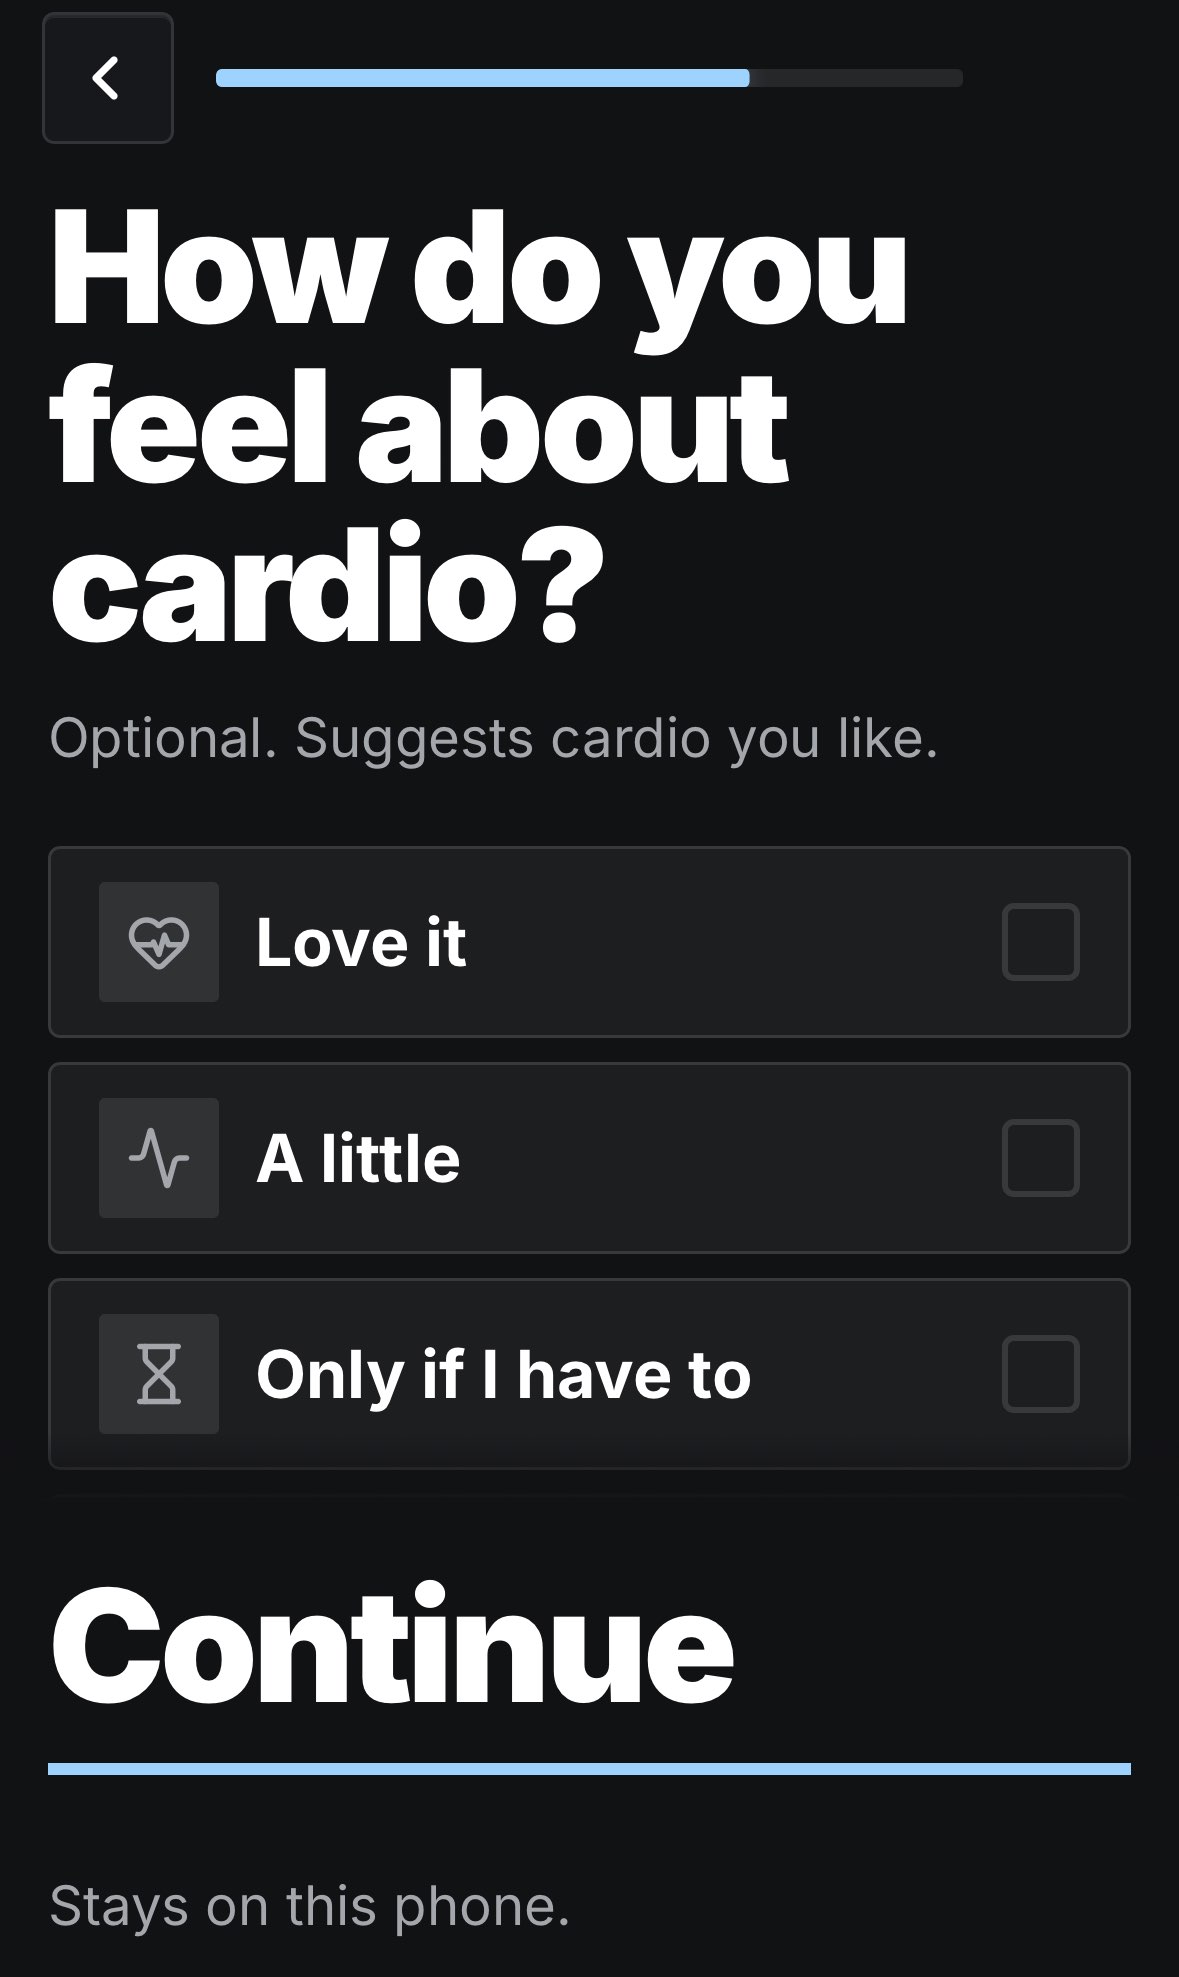 How do you
feel about
cardio?
Optional. Suggests cardio you like.
Love it
A little
Only if I have to
Continue
Stays on this phone.